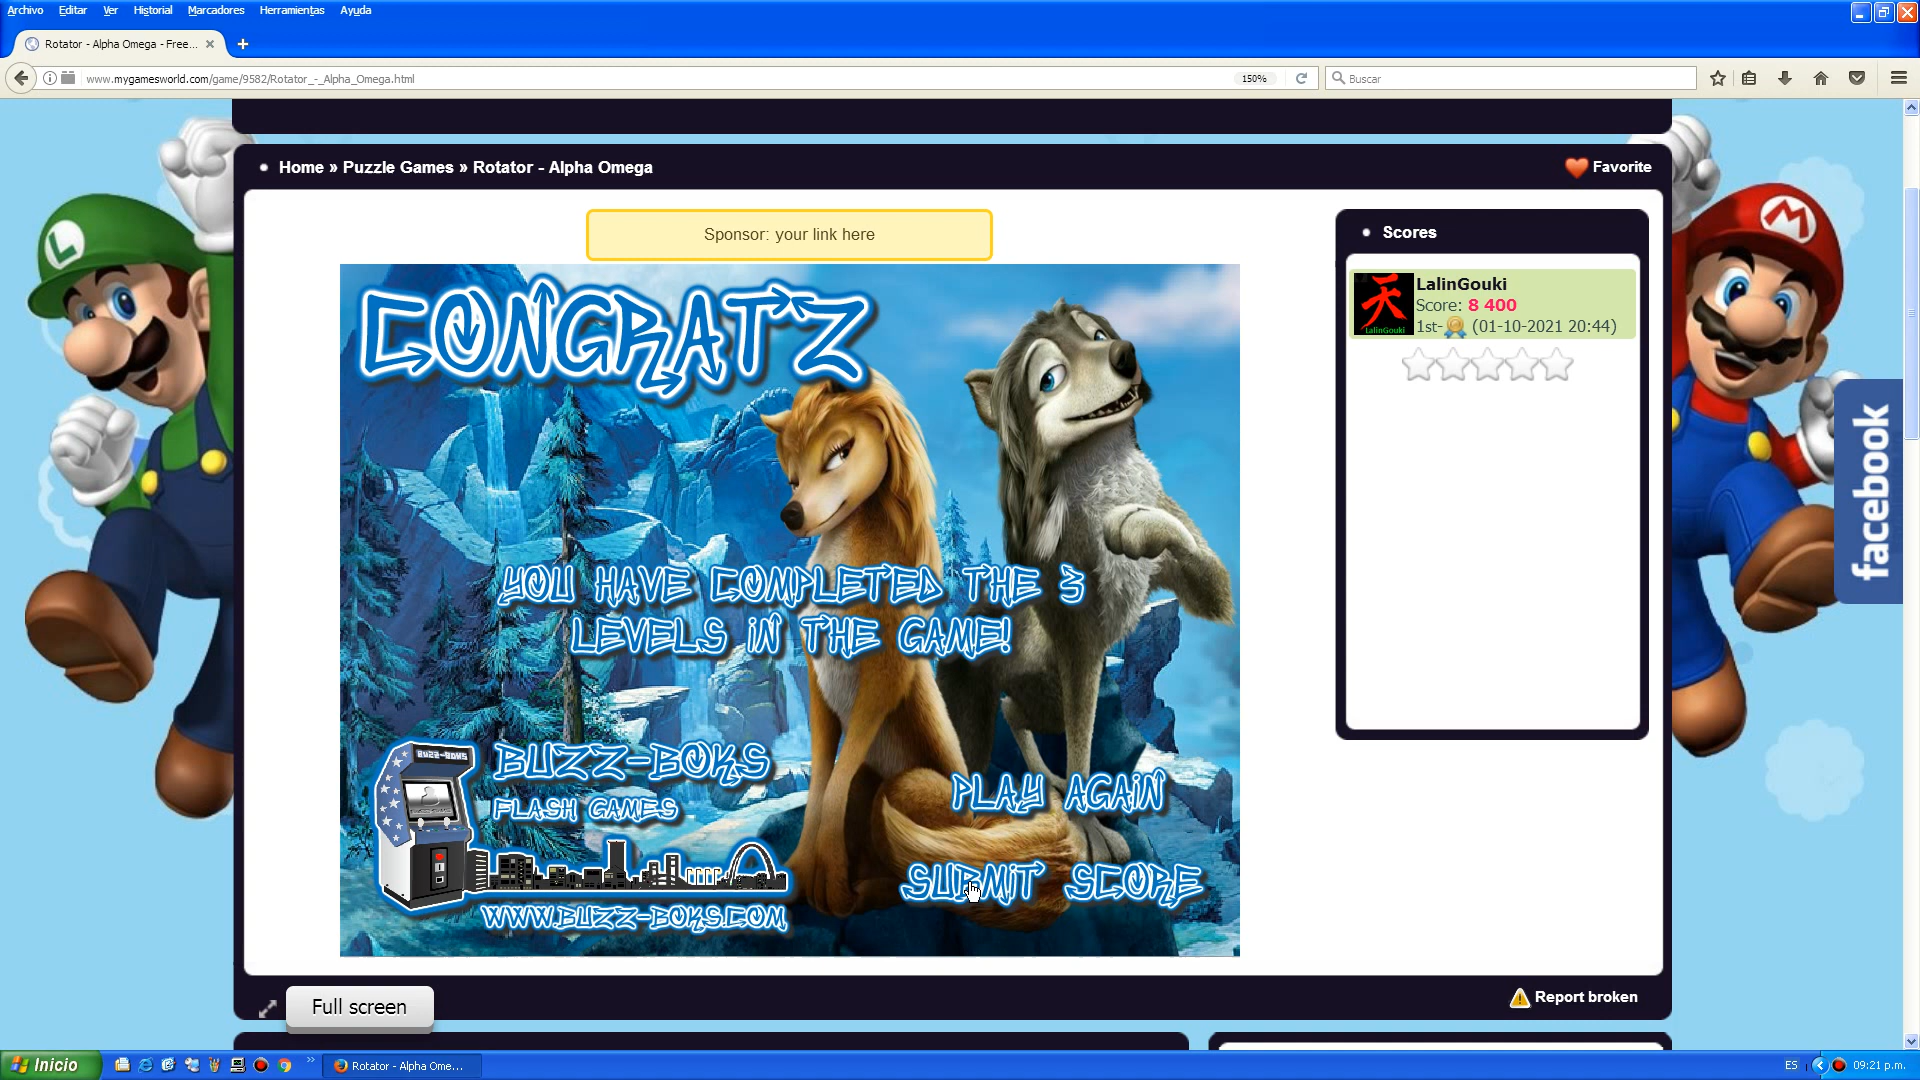 Archivo Editar Ver Historial Marcadores Herramientas Ayuda
Rotator - Alpha Omega - Free...
www.mygamesworld.com/game/9582/Rotator_-_Alpha_Omega.html
150%
Buscar
Home » Puzzle Games » Rotator - Alpha Omega
Favorite
Sponsor: your link here
Scores
天
LalinGouki
LalinGouki
Score: 8 400
1st- (01-10-2021 20:44)
L
M
facebook
CONGRATZ
YOU HAVE COMPLETED THE 3
LEVELS IN THE GAME!
BUZZ-BOKS
BUZZ-BOKS
FLASH GAMES
WWW.BUZZ-BOKS.COM
PLAY AGAIN
SUBMIT SCORE
Full screen
Report broken
Inicio
Rotator - Alpha Ome...
ES
09:21 p.m.